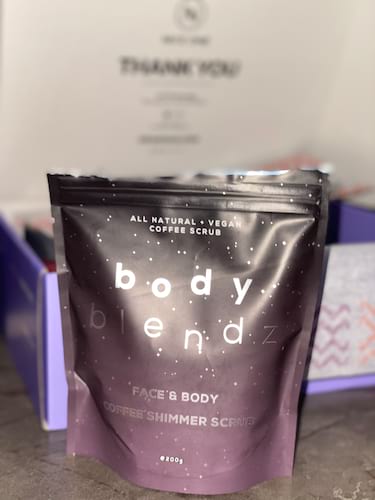 THANK YOU
ALL NATURAL + VEGAN
COFFEE SCRUB
body
blendz
FACE & BODY
COFFEE SHIMMER SCRUB
℮200g